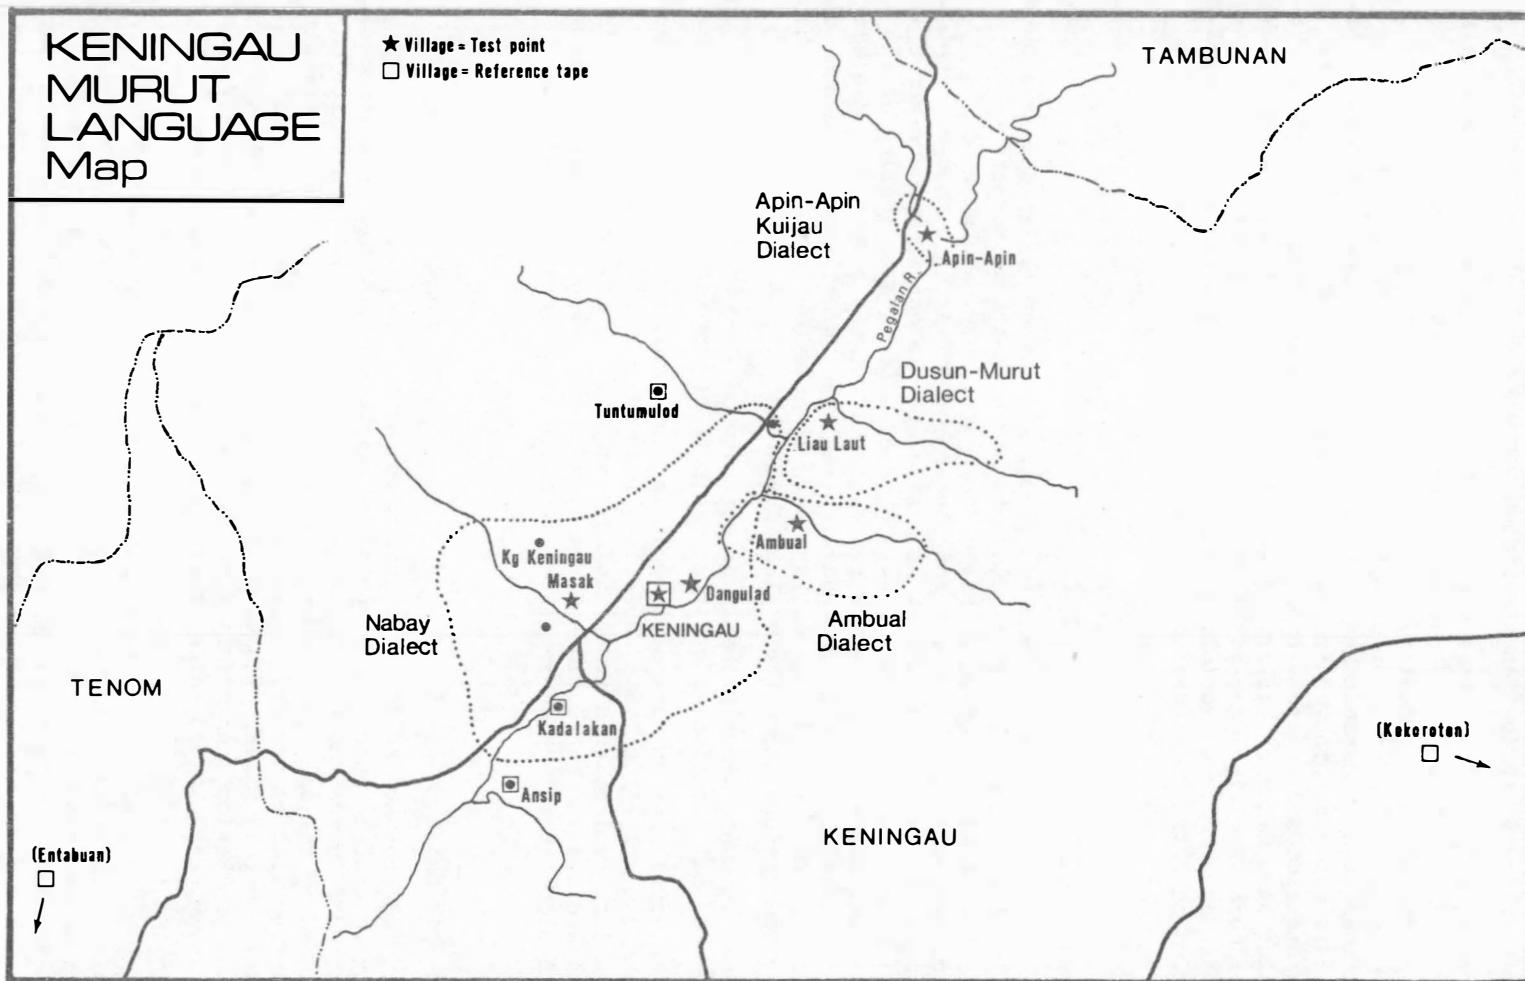 KENINGAU
MURUT
LANGUAGE
Map
★ Village = Test point
□ Village = Reference tape
TAMBUNAN
Apin-Apin
Kuijau
Dialect
Apin-Apin
Pegalan R.
Dusun-Murut
Dialect
Tuntumulod
Liau Laut
Ambual
Kg Keningau
Masak
Dangulad
Nabay
Dialect
KENINGAU
Ambual
Dialect
TENOM
Kadalakan
(Kokoroton)
Ansip
KENINGAU
(Entabuan)